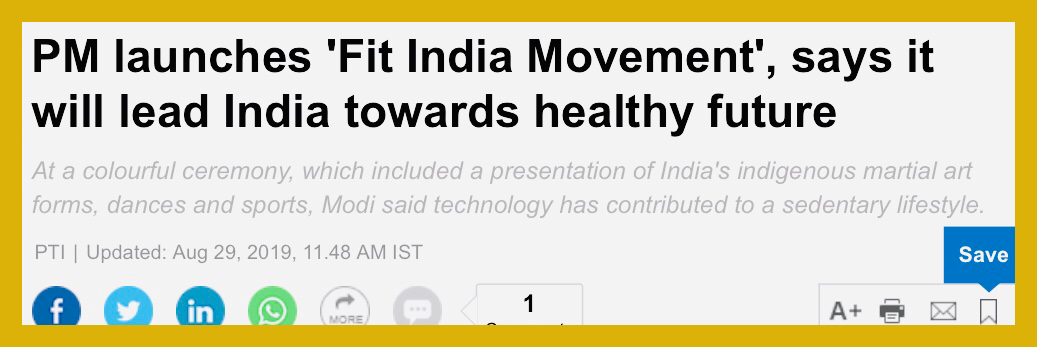 PM launches 'Fit India Movement', says it
will lead India towards healthy future
At a colourful ceremony, which included a presentation of India's indigenous martial art
forms, dances and sports, Modi said technology has contributed to a sedentary lifestyle.
PTI | Updated: Aug 29, 2019, 11.48 AM IST
Save
f in MORE 1 A+